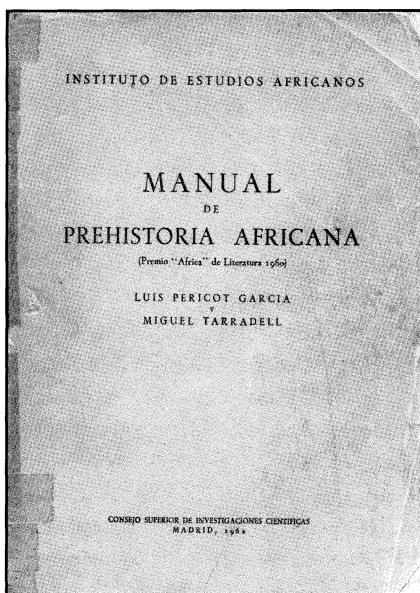 INSTITUTO DE ESTUDIOS AFRICANOS
MANUAL
DE
PREHISTORIA AFRICANA
(Premio "Africa" de Literatura 1960)
LUIS PERICOT GARCIA
Y
MIGUEL TARRADELL
CONSEJO SUPERIOR DE INVESTIGACIONES CIENTIFICAS
MADRID, 1962